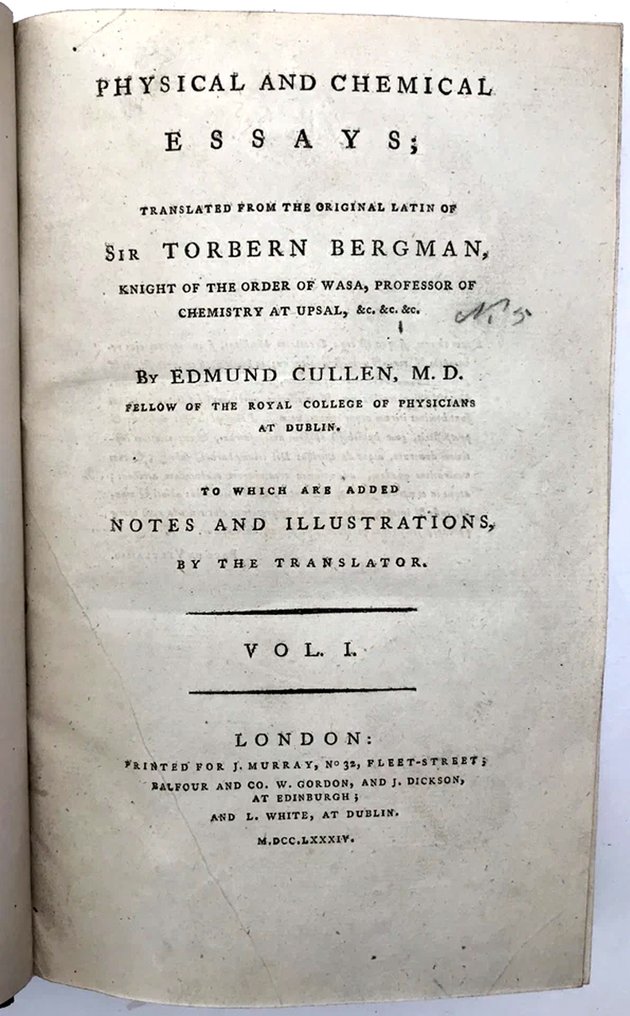 PHYSICAL AND CHEMICAL
ESSAYS;
TRANSLATED FROM THE ORIGINAL LATIN OF
SIR TORBERN BERGMAN,
KNIGHT OF THE ORDER OF WASA, PROFESSOR OF
CHEMISTRY AT UPSAL, &c. &c. &c.
BY EDMUND CULLEN, M.D.
FELLOW OF THE ROYAL COLLEGE OF PHYSICIANS
AT DUBLIN.
TO WHICH ARE ADDED
NOTES AND ILLUSTRATIONS,
BY THE TRANSLATOR.
VOL. I.
LONDON:
PRINTED FOR J. MURRAY, No 32, FLEET-STREET;
BALFOUR AND CO. W. GORDON, AND J. DICKSON,
AT EDINBURGH;
AND L. WHITE, AT DUBLIN.
M.DCC.LXXXIV.